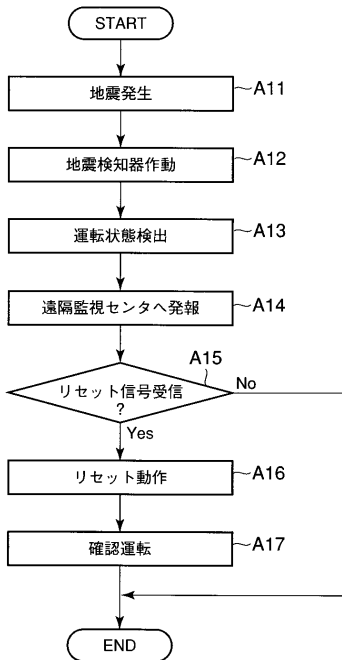 START
地震発生
A11
地震検知器作動
A12
運転状態検出
A13
遠隔監視センタへ発報
A14
A15
リセット信号受信
?
No
Yes
リセット動作
A16
確認運転
A17
END